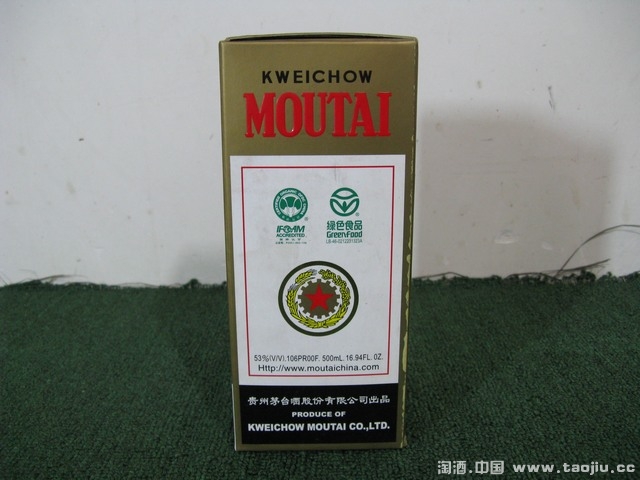 KWEICHOW
MOUTAI
IFOAM
ACCREDITED
绿色食品
GreenFood
53%(V/V).106PROOF. 500mL. 16.94FL. OZ.
Http://www.moutaichina.com
贵州茅台酒股份有限公司出品
PRODUCE OF
KWEICHOW MOUTAI CO.,LTD.
淘酒.中国 www.taojiu.cc